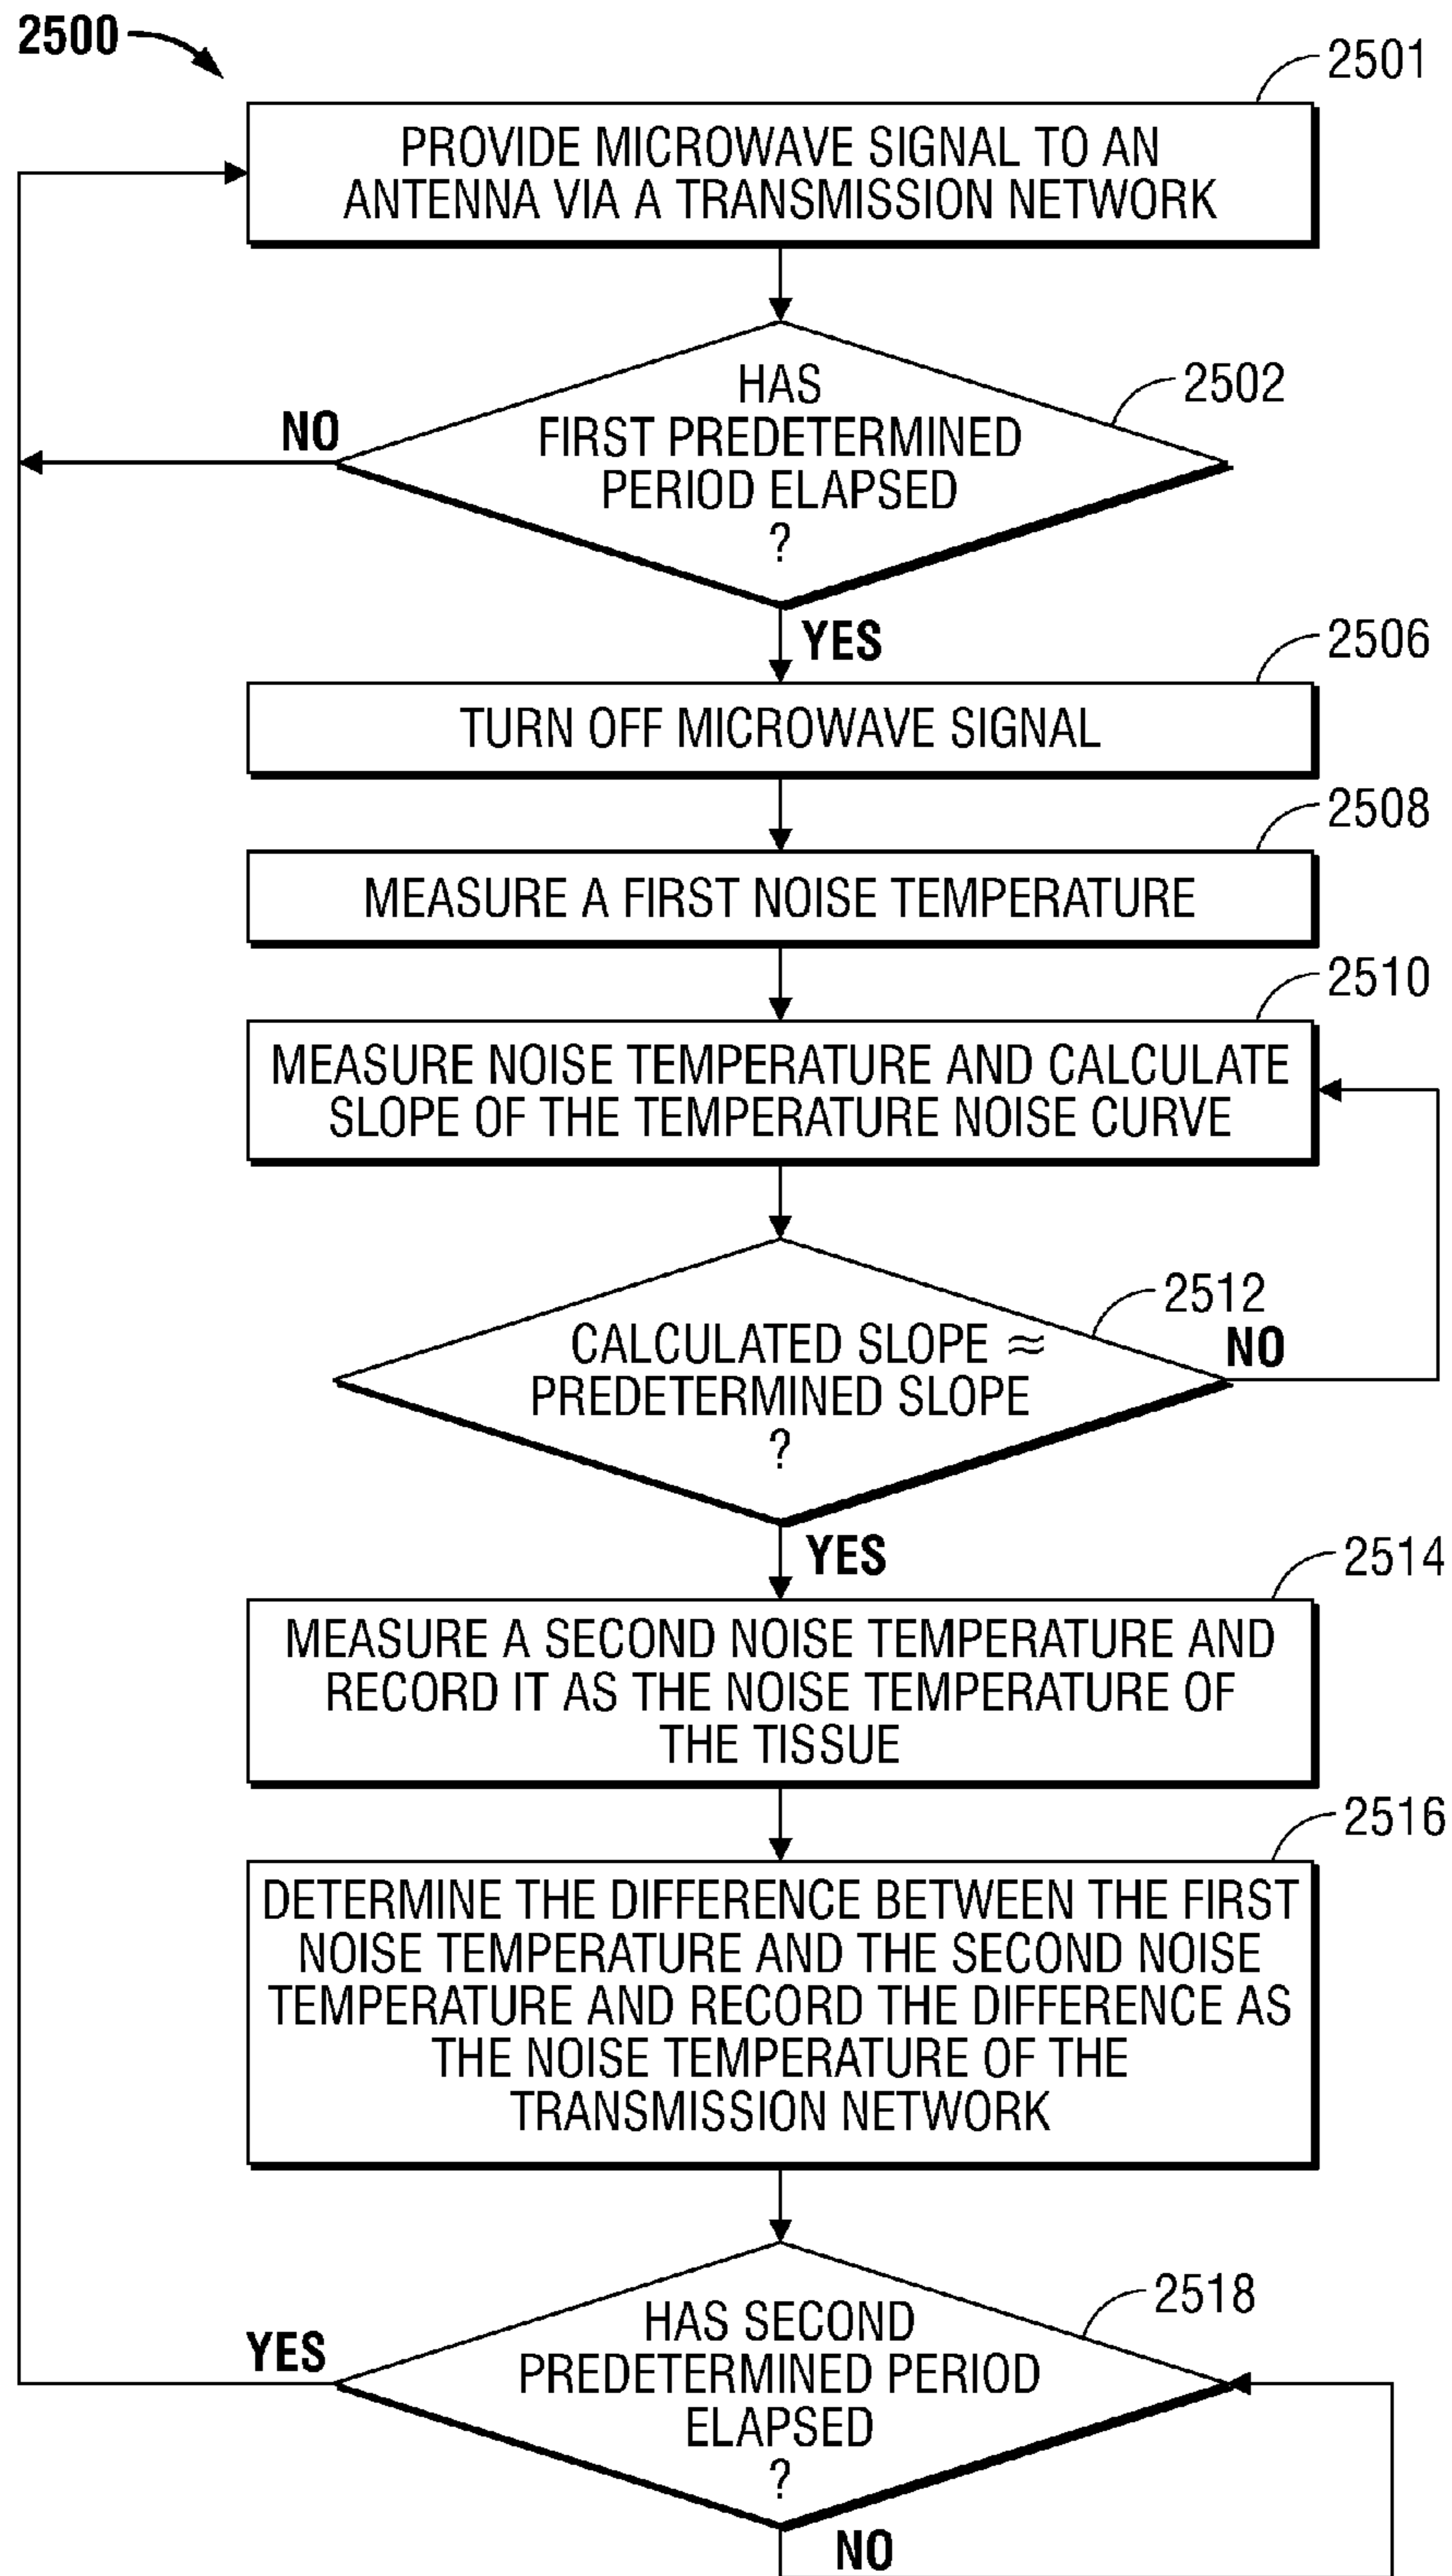 2500
2501
PROVIDE MICROWAVE SIGNAL TO AN
ANTENNA VIA A TRANSMISSION NETWORK
2502
HAS
FIRST PREDETERMINED
PERIOD ELAPSED
?
NO
YES
2506
TURN OFF MICROWAVE SIGNAL
2508
MEASURE A FIRST NOISE TEMPERATURE
2510
MEASURE NOISE TEMPERATURE AND CALCULATE
SLOPE OF THE TEMPERATURE NOISE CURVE
2512
CALCULATED SLOPE ≈
PREDETERMINED SLOPE
?
NO
YES
2514
MEASURE A SECOND NOISE TEMPERATURE AND
RECORD IT AS THE NOISE TEMPERATURE OF
THE TISSUE
2516
DETERMINE THE DIFFERENCE BETWEEN THE FIRST
NOISE TEMPERATURE AND THE SECOND NOISE
TEMPERATURE AND RECORD THE DIFFERENCE AS
THE NOISE TEMPERATURE OF THE
TRANSMISSION NETWORK
2518
HAS SECOND
PREDETERMINED PERIOD
ELAPSED
?
YES
NO